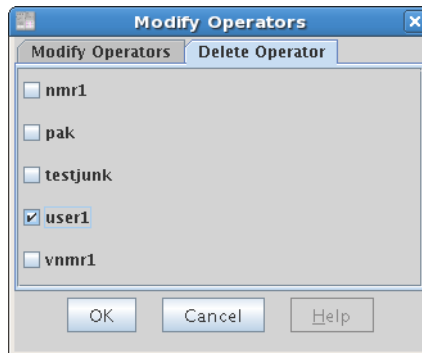 Modify Operators
Modify Operators Delete Operator
nmr1
pak
testjunk
user1
vnmr1
OK Cancel Help